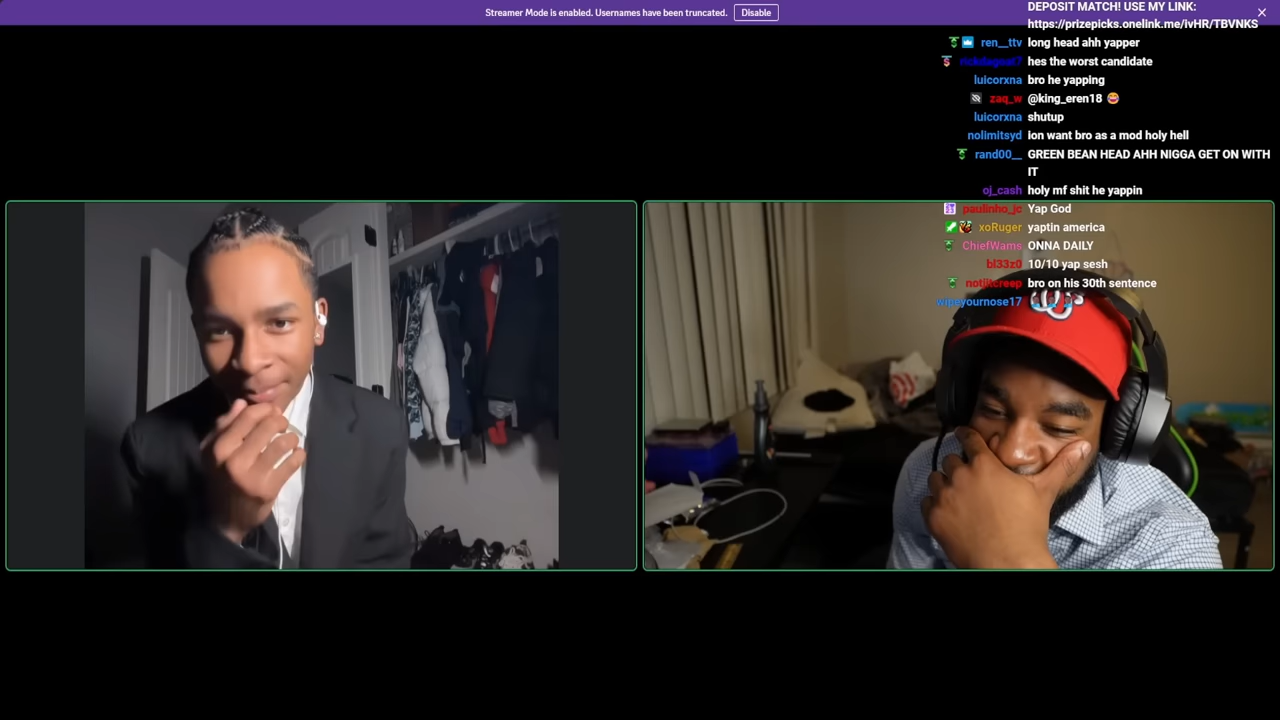 Streamer Mode is enabled. Usernames have been truncated. Disable
DEPOSIT MATCH! USE MY LINK:
https://prizepicks.onelink.me/ivHR/TBVNKS
ren__ttv long head ahh yapper
hes the worst candidate
luicorxna bro he yapping
zaq_w @king_eren18 😂
luicorxna shutup
nolimitsyd ion want bro as a mod holy hell
rand00__ GREEN BEAN HEAD AHH NIGGA GET ON WITH
IT
oj_cash holy mf shit he yappin
paulinho_jc Yap God
xoRuger yaptin america
ChiefWams ONNA DAILY
bl33z0 10/10 yap sesh
notjitcreep bro on his 30th sentence
wipeyournose17